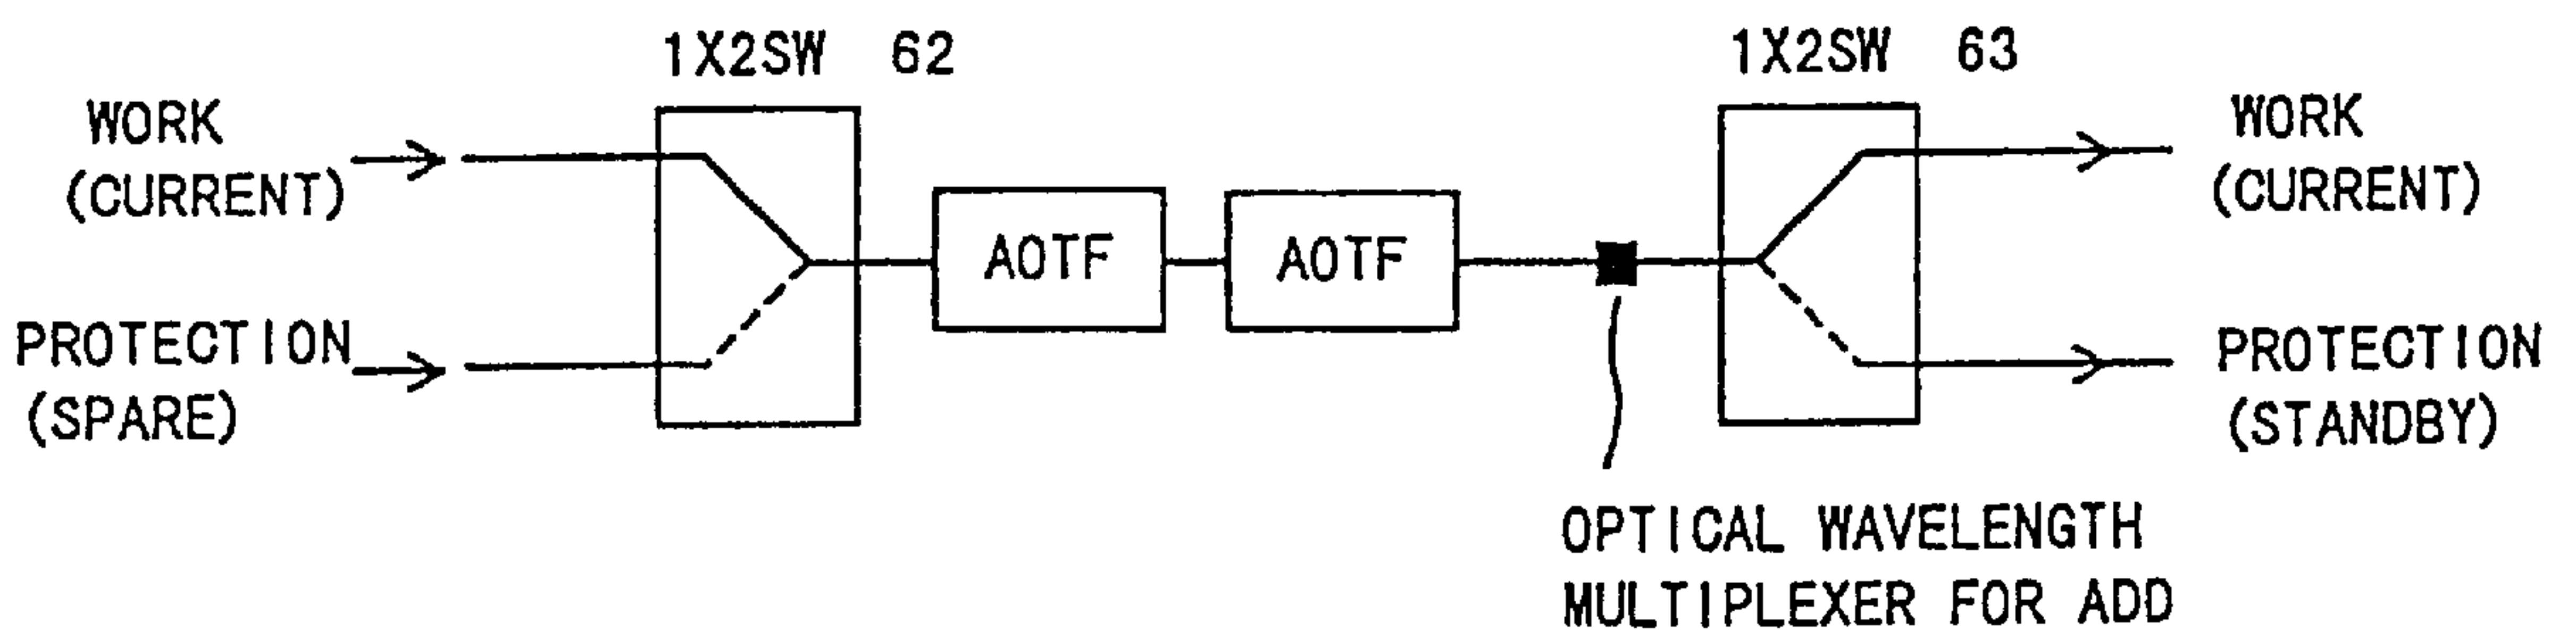 1X2SW 62
1X2SW 63
WORK
(CURRENT)
PROTECTION
(SPARE)
AOTF
AOTF
WORK
(CURRENT)
PROTECTION
(STANDBY)
OPTICAL WAVELENGTH
MULTIPLEXER FOR ADD